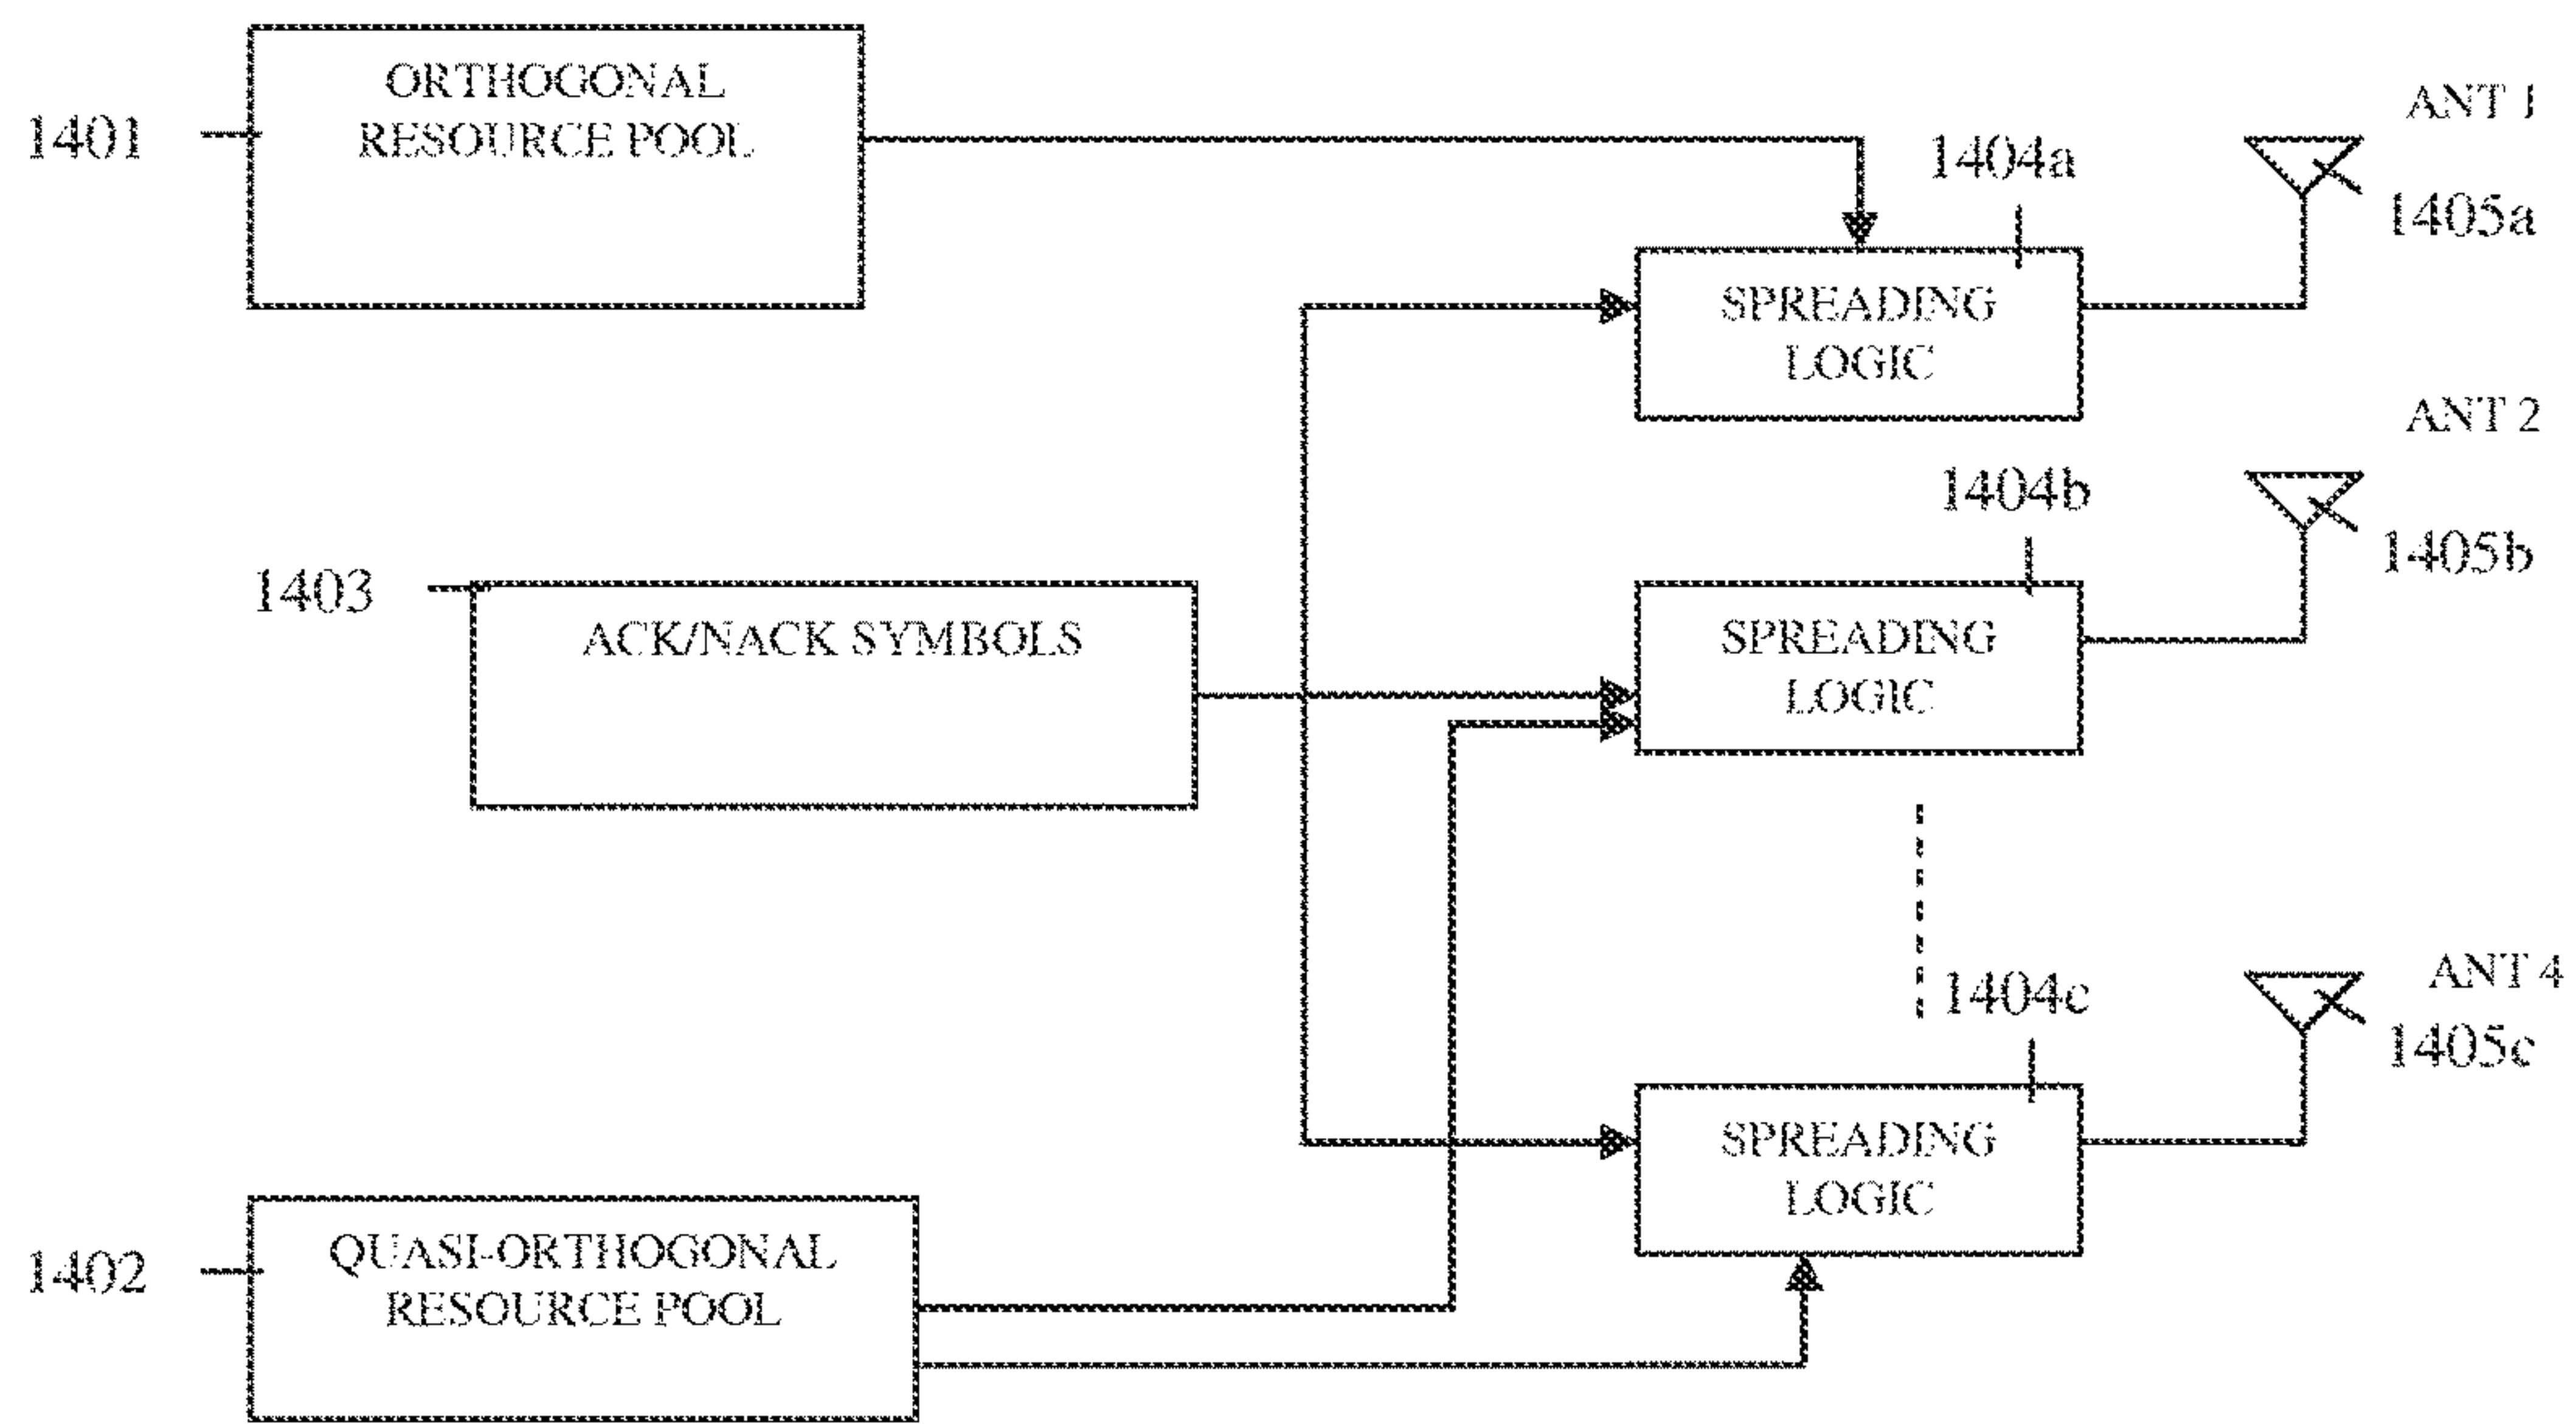 ORTHOGONAL
RESOURCE POOL
1401
ANT 1
1404a
1405a
SPREADING
LOGIC
ANT 2
1404b
1405b
1403
ACK/NACK SYMBOLS
SPREADING
LOGIC
ANT 4
1404c
1405c
SPREADING
LOGIC
1402
QUASI-ORTHOGONAL
RESOURCE POOL